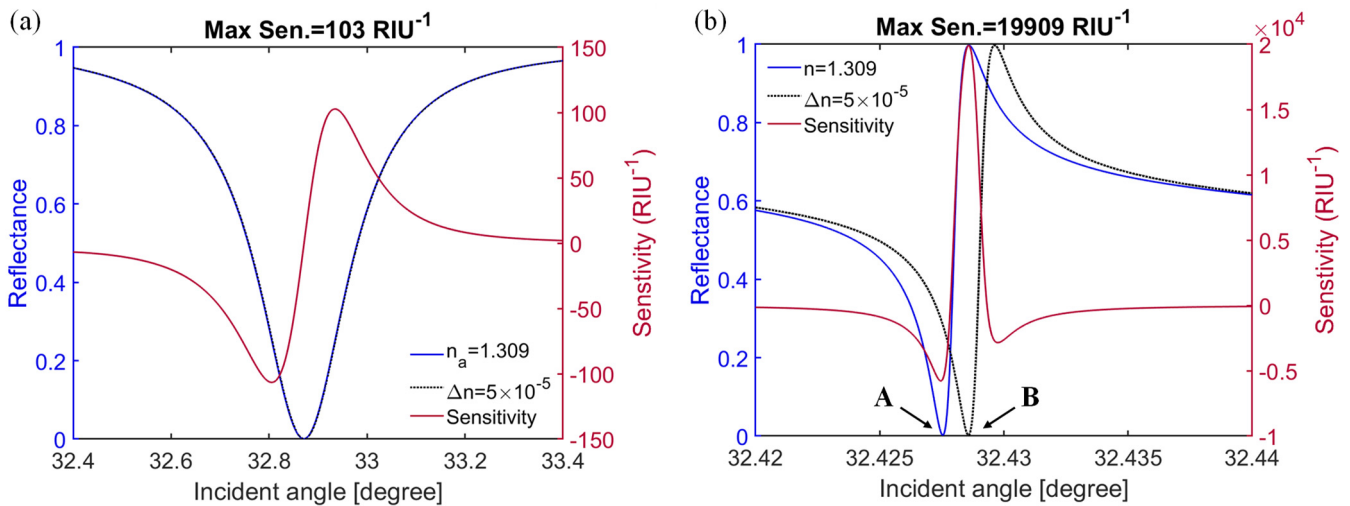 (a)
Max Sen.=103 RIU⁻¹
1
0.8
0.6
0.4
0.2
0
Reflectance
150
100
50
0
-50
-100
-150
Senstivity (RIU⁻¹)
nₐ=1.309
Δn=5×10⁻⁵
Sensitivity
32.4
32.6
32.8
33
33.2
33.4
Incident angle [degree]
(b)
Max Sen.=19909 RIU⁻¹
×10⁴
1
0.8
0.6
0.4
0.2
0
Reflectance
2
1.5
1
0.5
0
-0.5
-1
Senstivity (RIU⁻¹)
n=1.309
Δn=5×10⁻⁵
Sensitivity
A
B
32.42
32.425
32.43
32.435
32.44
Incident angle [degree]